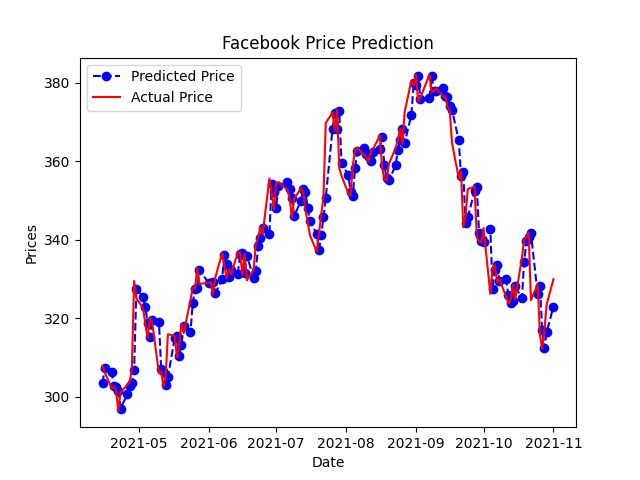 Facebook Price Prediction
Predicted Price
Actual Price
Prices
380
360
340
320
300
2021-05 2021-06 2021-07 2021-08 2021-09 2021-10 2021-11
Date